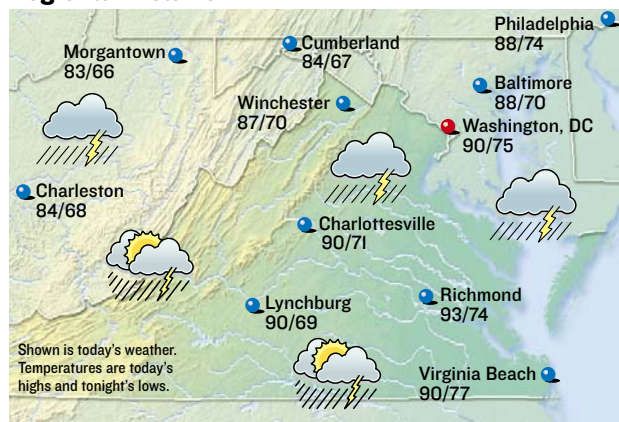 Philadelphia
88/74
Morgantown
83/66
Cumberland
84/67
Baltimore
88/70
Winchester
87/70
Washington, DC
90/75
Charleston
84/68
Charlottesville
90/71
Lynchburg
90/69
Richmond
93/74
Shown is today's weather.
Temperatures are today's
highs and tonight's lows.
Virginia Beach
90/77